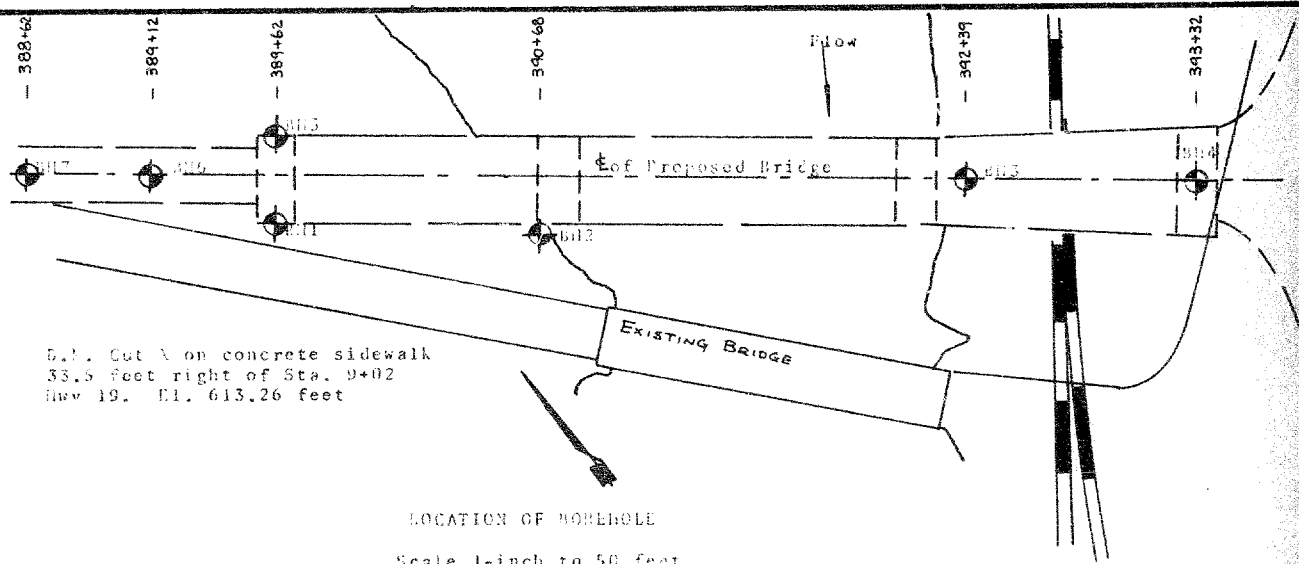 388+62
389+12
389+62
390+68
Flow
392+39
393+32
BH3
BH7
BH6
₵ of Proposed Bridge
BH4
BH1
BH2
EXISTING BRIDGE
Cut on concrete sidewalk
33.5 feet right of Sta. 9+02
Hwy 19. El. 613.26 feet
LOCATION OF BOREHOLE
Scale 1-inch to 50 feet